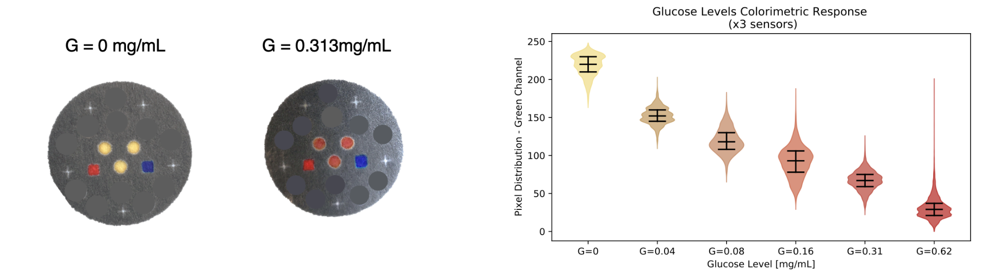 G = 0 mg/mL
G = 0.313mg/mL
Glucose Levels Colorimetric Response
(x3 sensors)
Pixel Distribution - Green Channel
250
200
150
100
50
0
G=0
G=0.04
G=0.08
G=0.16
G=0.31
G=0.62
Glucose Level [mg/mL]